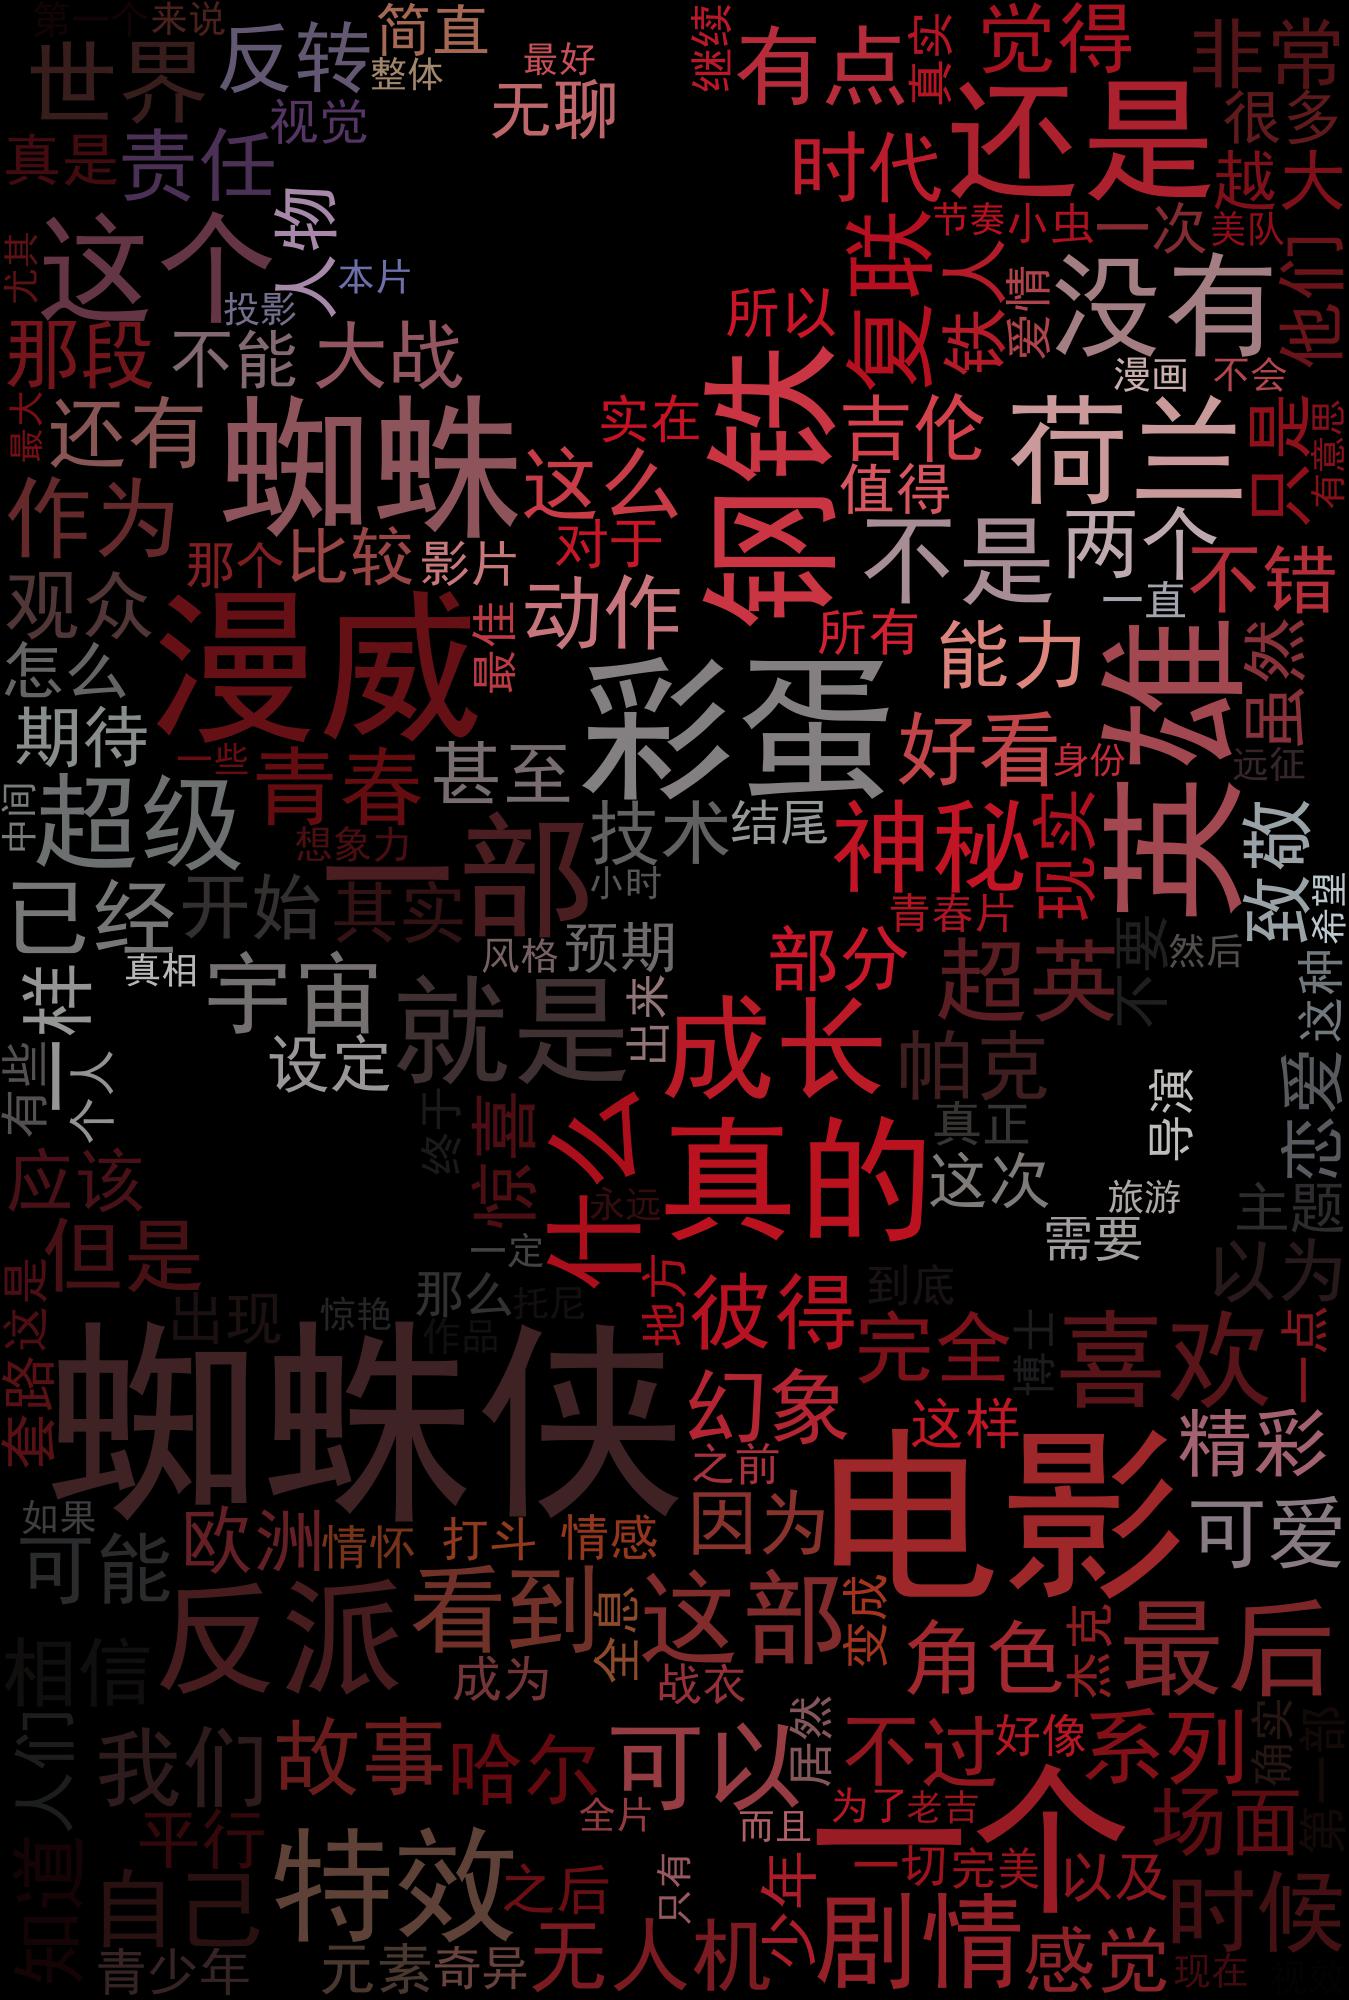 第一个
来说
世界
反转
简直
整体
最好
无聊
视觉
真是
责任
继续
有点
真实
觉得
非常
还是
很多
时代
越大
这个
人物
本片
投影
尤其
复联
节奏
小虫
一次
美队
铁人
爱情
没有
他们
所以
漫画
不会
那段
不能
大战
最大
还有
蜘蛛
实在
钢铁
吉伦
荷兰
只是
有意思
这么
值得
作为
那个
比较
影片
对于
不是
两个
不错
一直
观众
漫威
最佳
动作
所有
能力
英雄
虽然
怎么
期待
彩蛋
好看
身份
远征
一些
青春
甚至
中间
超级
想象力
一部
技术
结尾
神秘
现实
致敬
小时
已经
开始
其实
青春片
希望
真相
风格
预期
部分
超英
不要
然后
一样
宇宙
就是
出来
成长
这种
设定
帕克
有些
个人
终于
惊喜
什么
真的
真正
导演
恋爱
应该
永远
这次
旅游
主题
需要
但是
一定
以为
这是
那么
托尼
地方
彼得
到底
出现
惊艳
作品
蜘蛛侠
完全
博士
喜欢
一点
套路
幻象
这样
之前
电影
精彩
如果
可能
欧洲
情怀
打斗
情感
因为
可爱
反派
看到
全息
这部
变成
角色
杰克
最后
成为
战衣
相信
人们
我们
故事
哈尔
可以
居然
不过
好像
系列
确实
第一部
全片
而且
为了
老吉
一个
场面
平行
知道
自己
特效
之后
只有
少年
一切
完美
以及
时候
青少年
元素
奇异
无人机
剧情
感觉
现在
视效